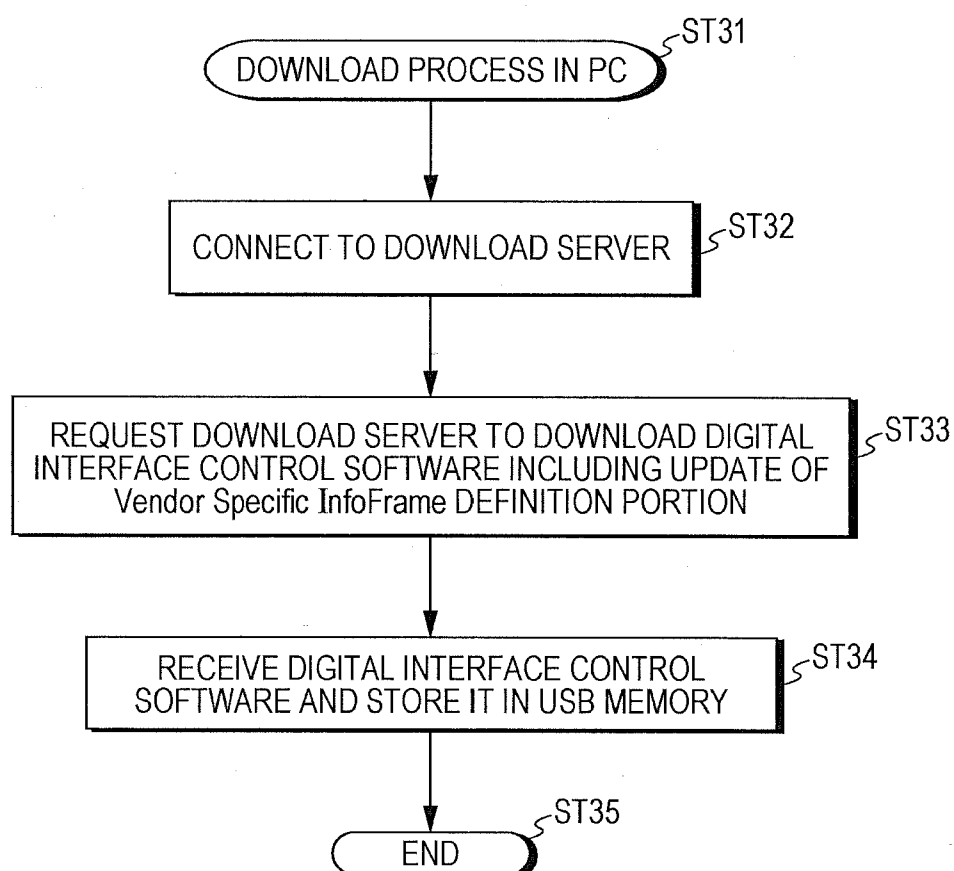 ST31
DOWNLOAD PROCESS IN PC
CONNECT TO DOWNLOAD SERVER
ST32
REQUEST DOWNLOAD SERVER TO DOWNLOAD DIGITAL
INTERFACE CONTROL SOFTWARE INCLUDING UPDATE OF
Vendor Specific InfoFrame DEFINITION PORTION
ST33
RECEIVE DIGITAL INTERFACE CONTROL
SOFTWARE AND STORE IT IN USB MEMORY
ST34
ST35
END